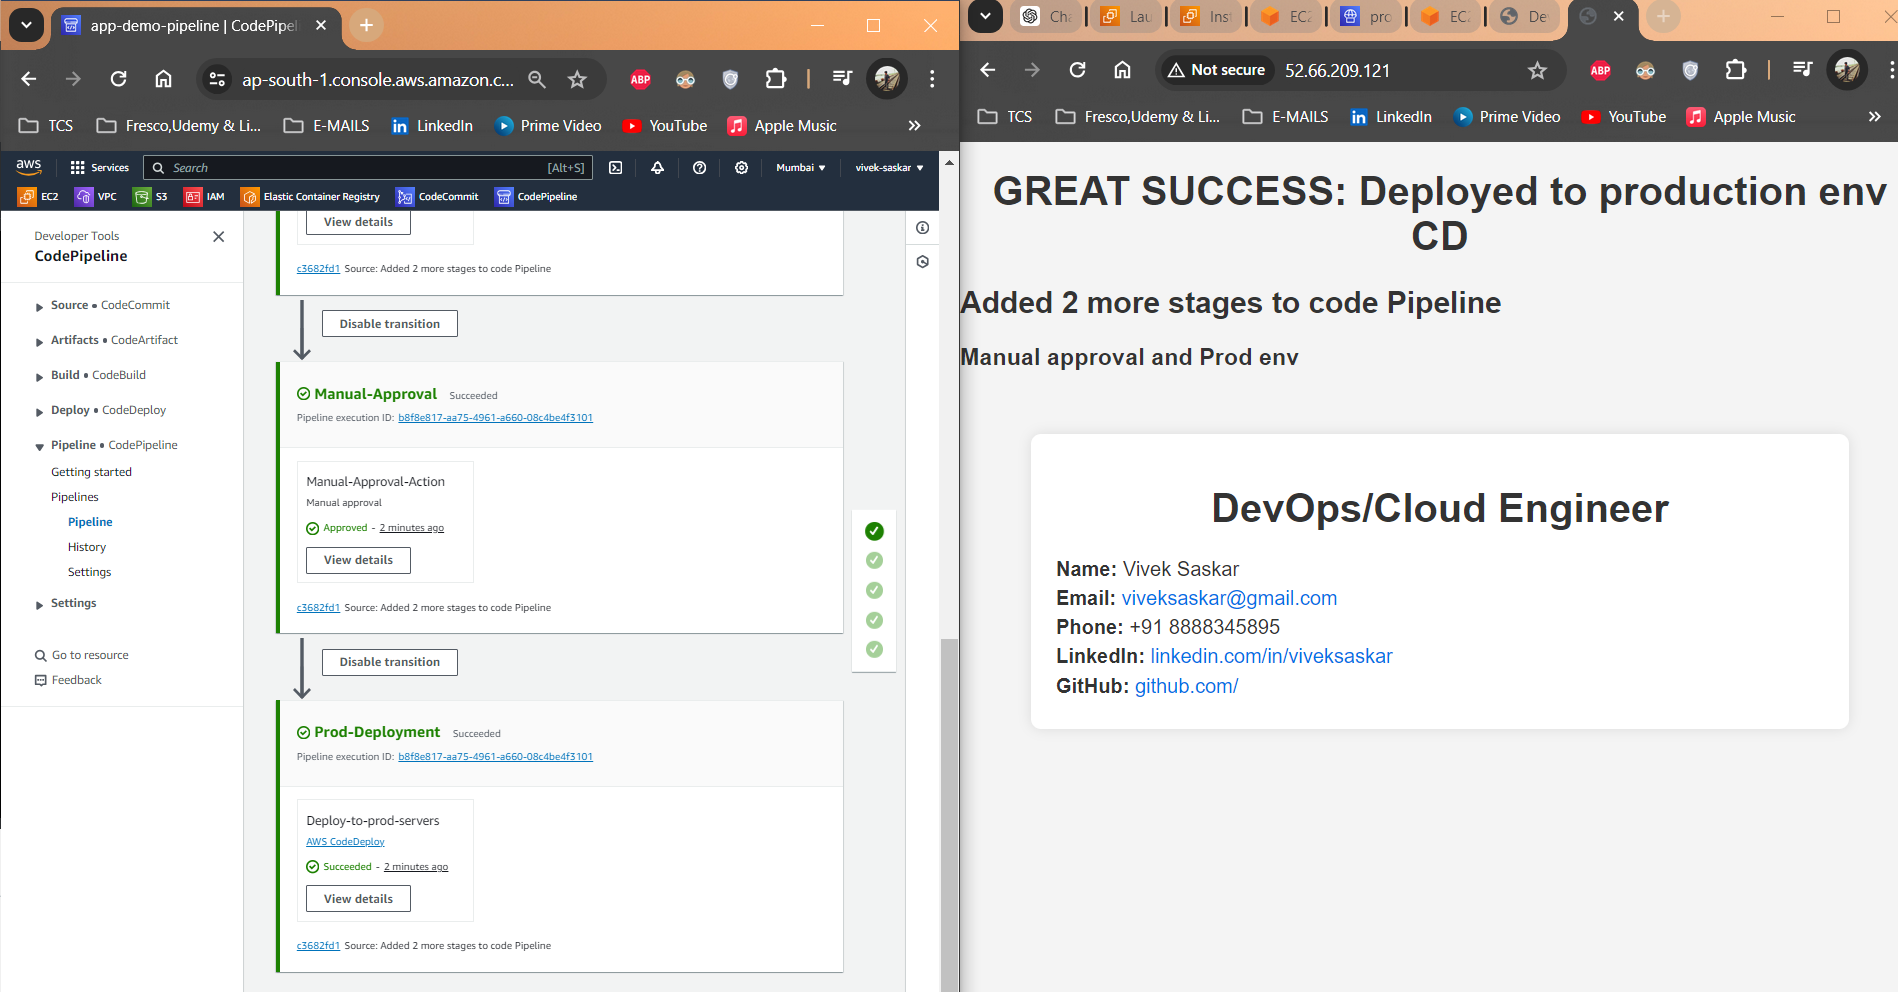 app-demo-pipeline | CodePipel
ap-south-1.console.aws.amazon.c...
ABP
TCS
Fresco,Udemy & Li...
E-MAILS
LinkedIn
Prime Video
YouTube
Apple Music
aws
Services
Search
[Alt+S]
Mumbai
vivek-saskar
EC2
VPC
S3
IAM
Elastic Container Registry
CodeCommit
CodePipeline
Developer Tools
CodePipeline
Source • CodeCommit
Artifacts • CodeArtifact
Build • CodeBuild
Deploy • CodeDeploy
Pipeline • CodePipeline
Getting started
Pipelines
Pipeline
History
Settings
Settings
Go to resource
Feedback
View details
c3682fd1 Source: Added 2 more stages to code Pipeline
Disable transition
Manual-Approval Succeeded
Pipeline execution ID: b8f8e817-aa75-4961-a660-08c4be4f3101
Manual-Approval-Action
Manual approval
Approved - 2 minutes ago
View details
c3682fd1 Source: Added 2 more stages to code Pipeline
Disable transition
Prod-Deployment Succeeded
Pipeline execution ID: b8f8e817-aa75-4961-a660-08c4be4f3101
Deploy-to-prod-servers
AWS CodeDeploy
Succeeded - 2 minutes ago
View details
c3682fd1 Source: Added 2 more stages to code Pipeline
Cha
Lau
Inst
EC2
pro
EC2
De
Not secure
52.66.209.121
ABP
TCS
Fresco,Udemy & Li...
E-MAILS
LinkedIn
Prime Video
YouTube
Apple Music
GREAT SUCCESS: Deployed to production env
CD
Added 2 more stages to code Pipeline
Manual approval and Prod env
DevOps/Cloud Engineer
Name: Vivek Saskar
Email: viveksaskar@gmail.com
Phone: +91 8888345895
LinkedIn: linkedin.com/in/viveksaskar
GitHub: github.com/